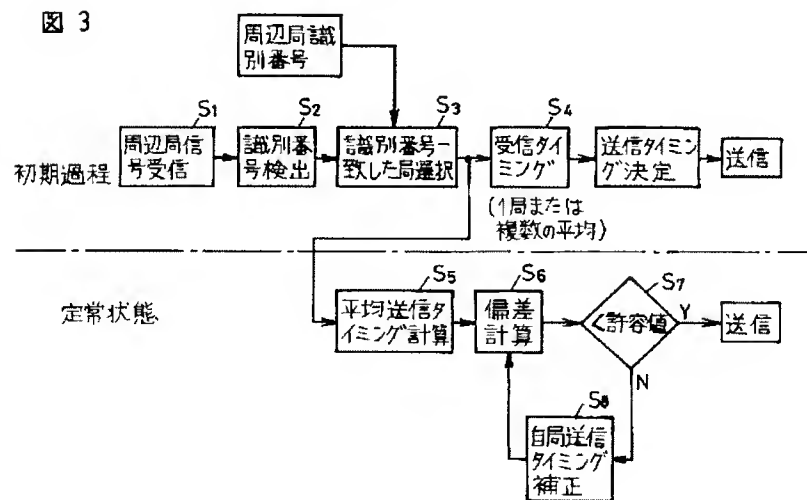 図 3
周辺局識
別番号
S1
S2
S3
S4
初期過程
周辺局信
号受信
識別番
号検出
識別番号一
致した局選択
受信タイ
ミング
送信タイミン
グ決定
送信
(1局または
複数の平均)
定常状態
S5
S6
S7
平均送信タ
イミング計算
偏差
計算
<許容値
Y
送信
N
S8
自局送信
タイミング
補正